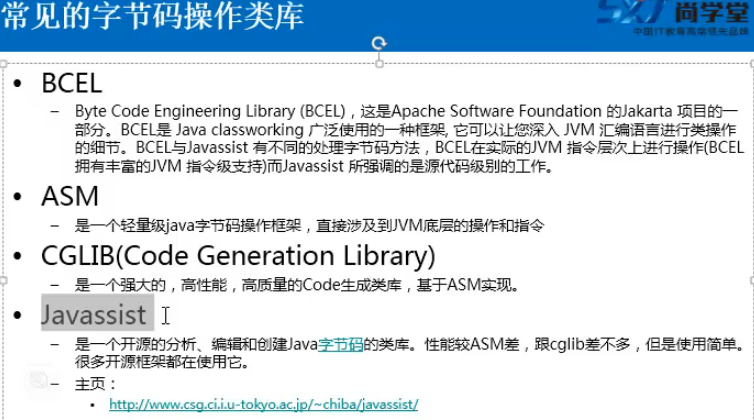 常见的字节码操作类库
SXT 尚学堂
中国IT教育高端领先品牌
• BCEL
– Byte Code Engineering Library (BCEL)，这是Apache Software Foundation 的Jakarta 项目的一
部分。BCEL是 Java classworking 广泛使用的一种框架,它可以让您深入 JVM 汇编语言进行类操作
的细节。BCEL与Javassist 有不同的处理字节码方法，BCEL在实际的JVM 指令层次上进行操作(BCEL
拥有丰富的JVM 指令级支持)而Javassist 所强调的是源代码级别的工作。
• ASM
– 是一个轻量级java字节码操作框架，直接涉及到JVM底层的操作和指令
• CGLIB(Code Generation Library)
– 是一个强大的，高性能，高质量的Code生成类库，基于ASM实现。
• Javassist
– 是一个开源的分析、编辑和创建Java字节码的类库。性能较ASM差，跟cglib差不多，但是使用简单。
很多开源框架都在使用它。
– 主页：
• http://www.csg.ci.i.u-tokyo.ac.jp/~chiba/javassist/